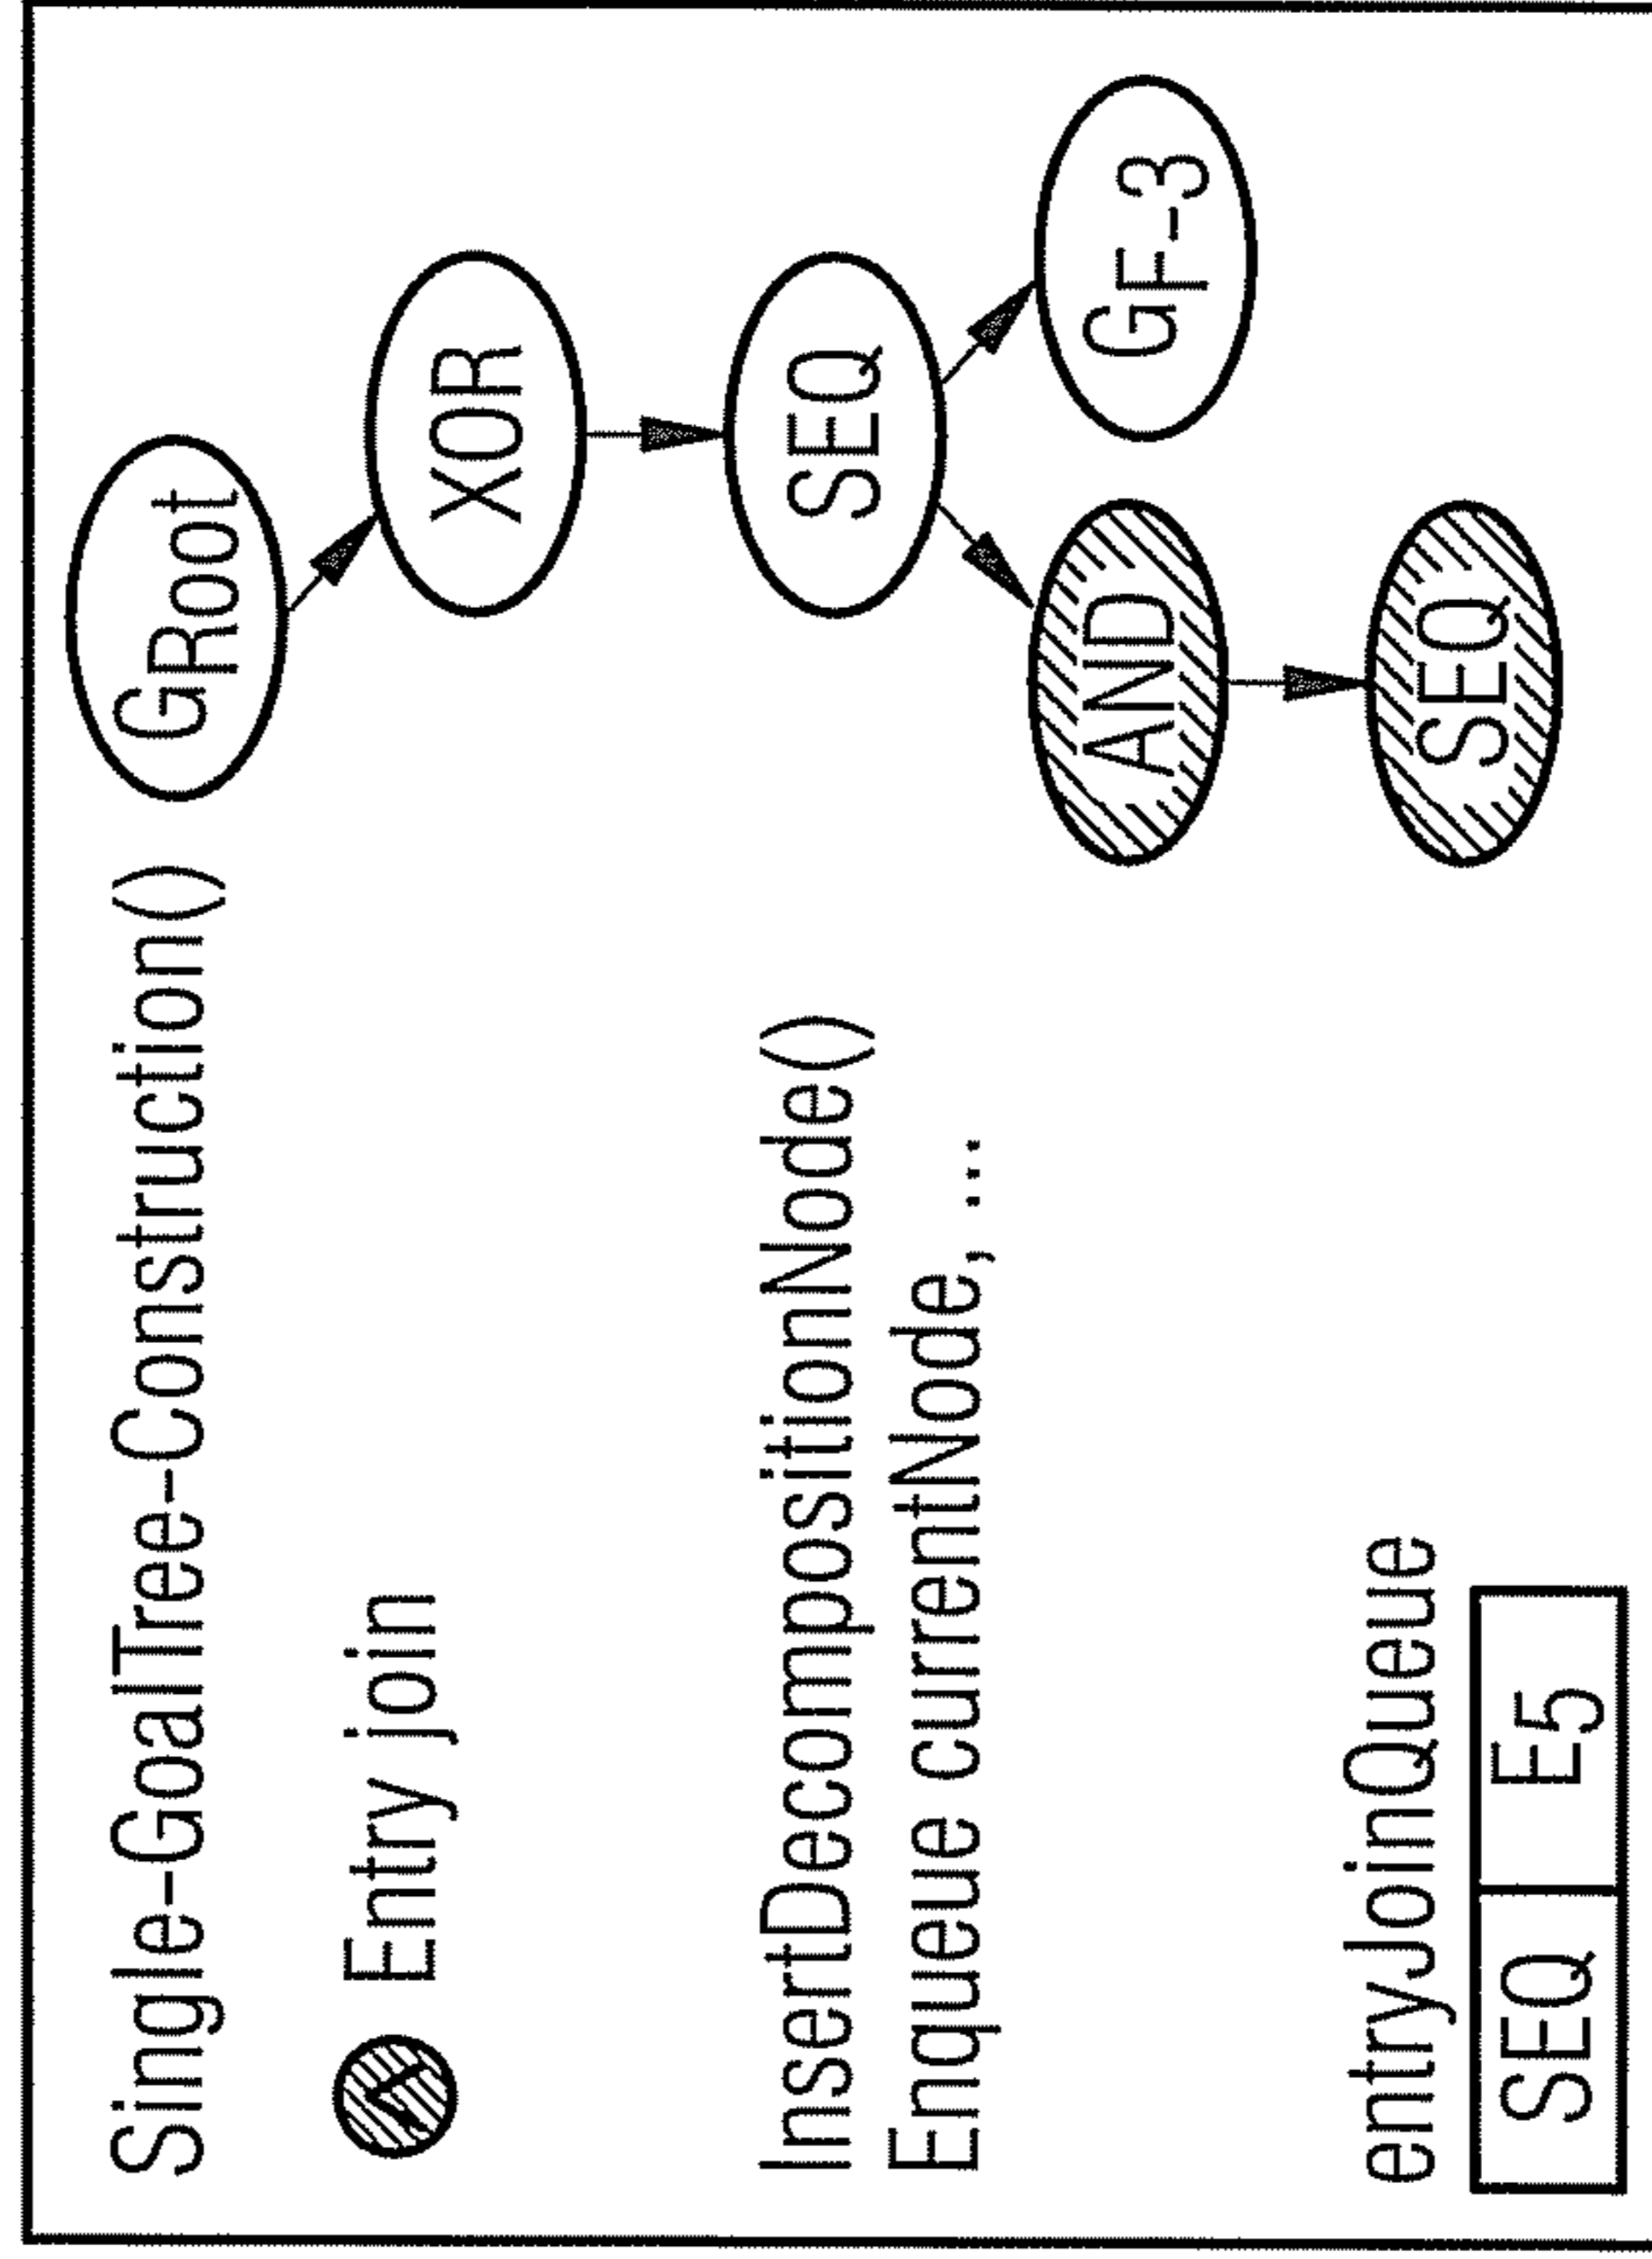 Single-GoalTree-Construction()
GRoot
Entry join
XOR
InsertDecompositionNode()
Enqueue currentNode, ...
SEQ
AND
GF-3
entryJoinQueue
SEQ
SEQ E5